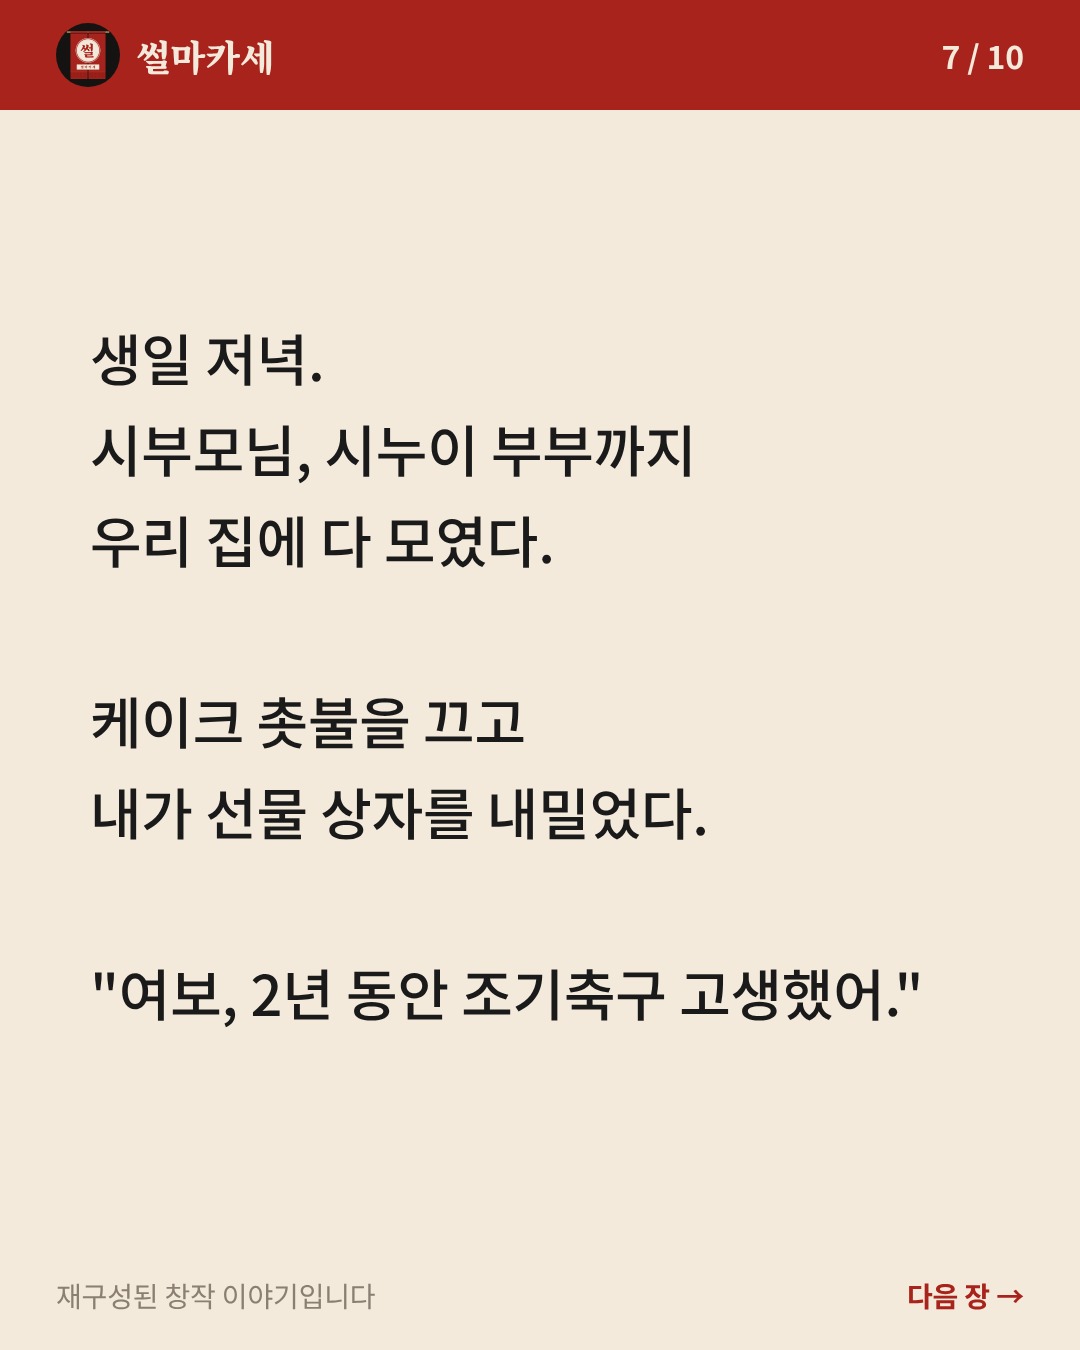 썰
썰마카세
7 / 10
생일 저녁.
시부모님, 시누이 부부까지
우리 집에 다 모였다.
케이크 촛불을 끄고
내가 선물 상자를 내밀었다.
"여보, 2년 동안 조기축구 고생했어."
재구성된 창작 이야기입니다
다음 장 →